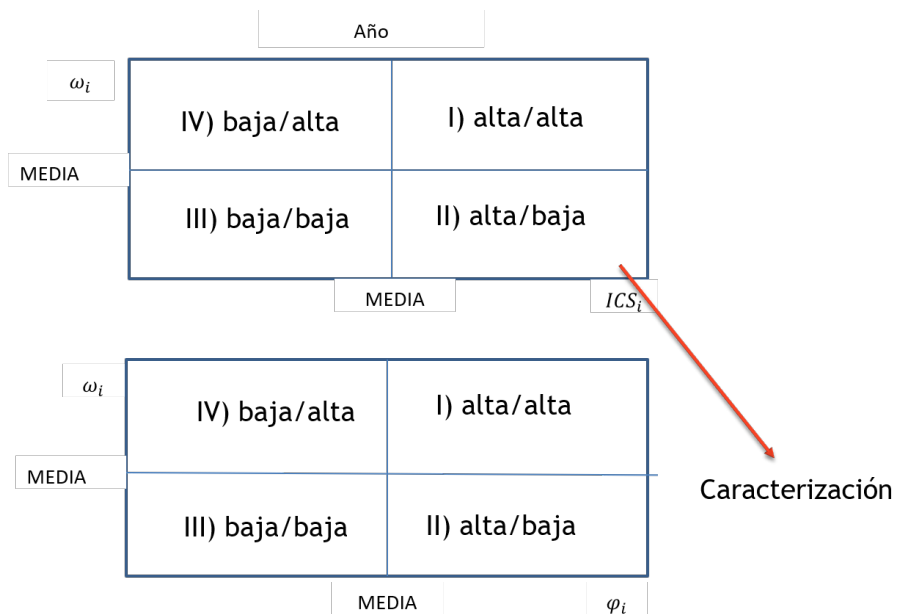 Año
ωᵢ
IV) baja/alta
I) alta/alta
MEDIA
III) baja/baja
II) alta/baja
MEDIA
ICSᵢ
ωᵢ
IV) baja/alta
I) alta/alta
MEDIA
Caracterización
III) baja/baja
II) alta/baja
MEDIA
φᵢ